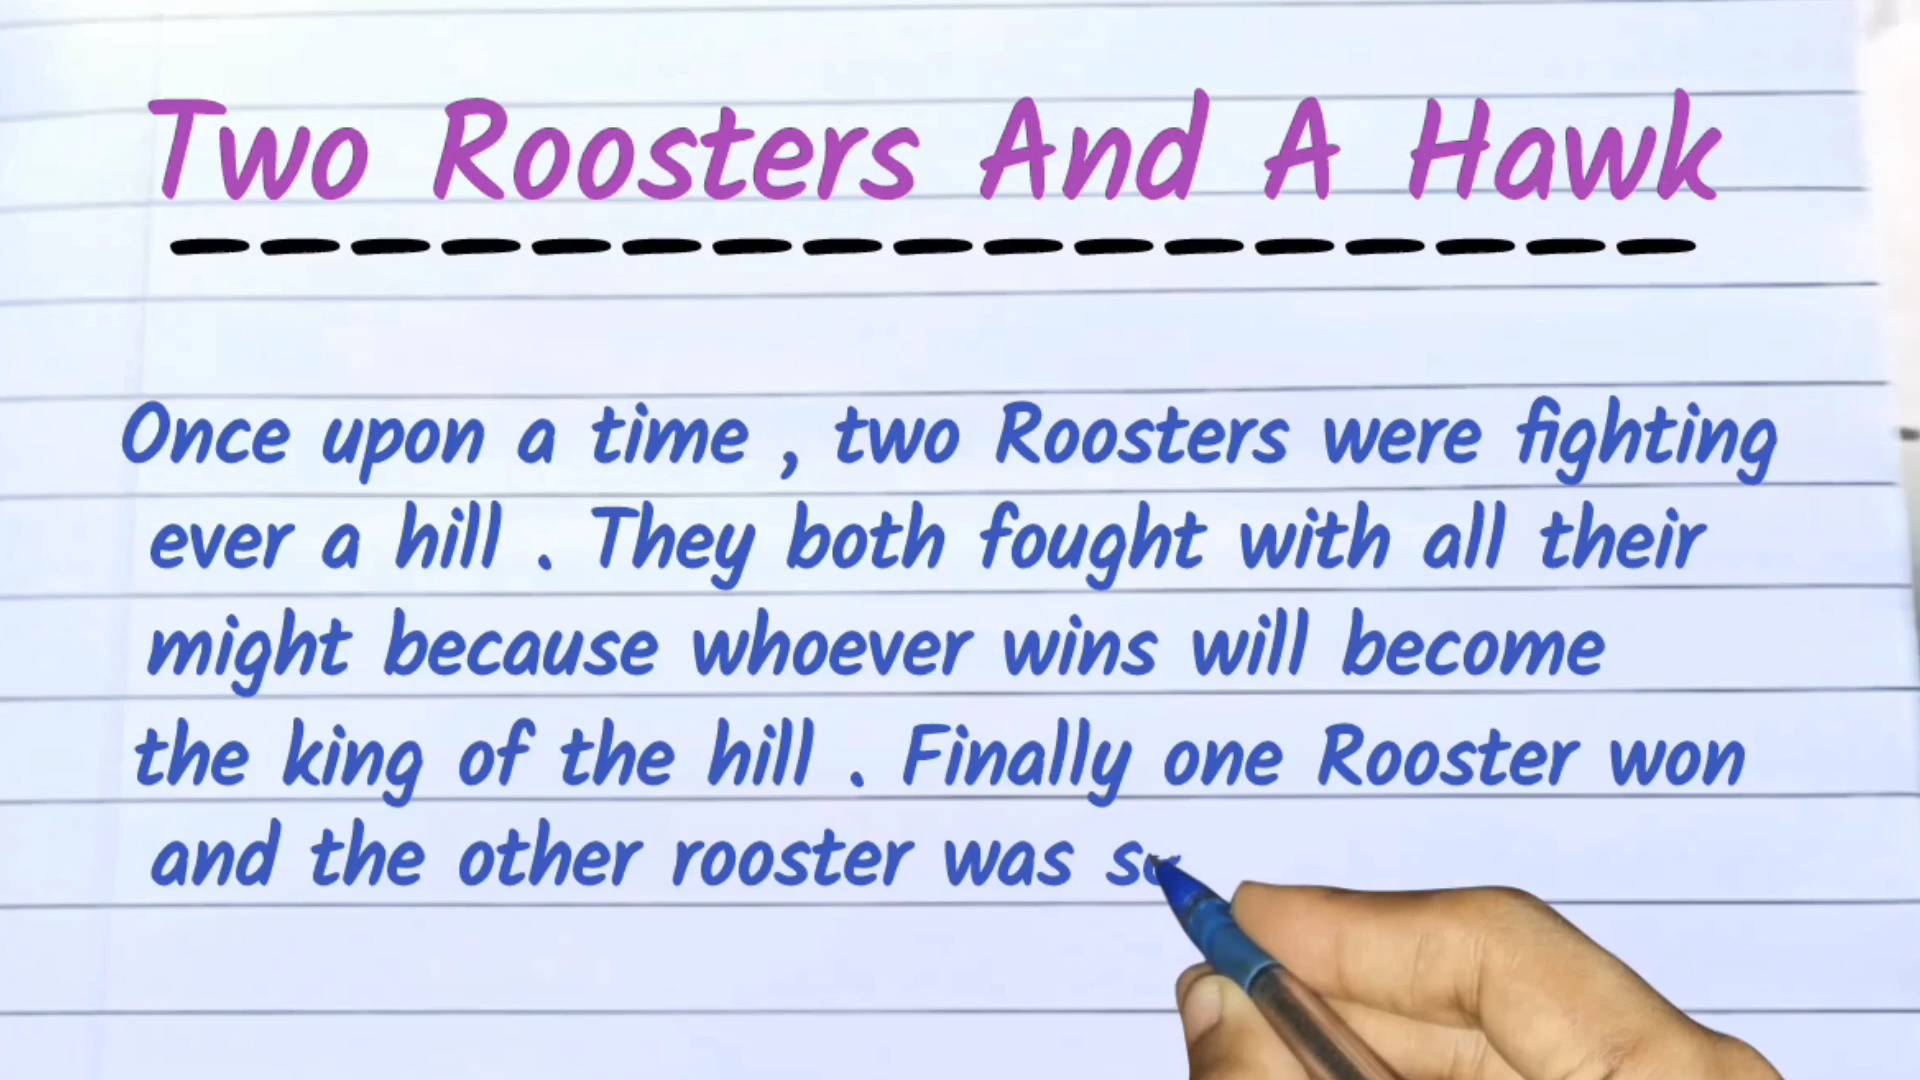 Two Roosters And A Hawk
Once upon a time , two Roosters were fighting
ever a hill . They both fought with all their
might because whoever wins will become
the king of the hill . Finally one Rooster won
and the other rooster was